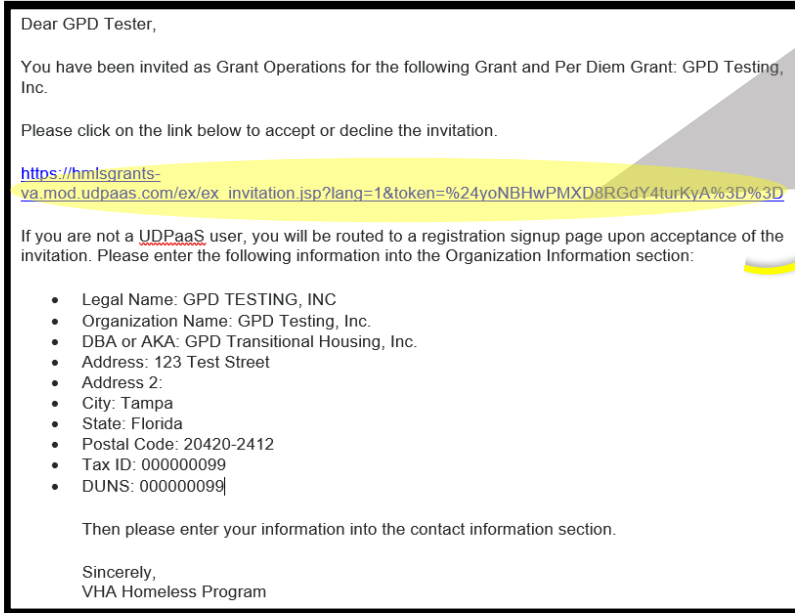 Dear GPD Tester,
You have been invited as Grant Operations for the following Grant and Per Diem Grant: GPD Testing,
Inc.
Please click on the link below to accept or decline the invitation.
https://hmlsgrants-
va.mod.udpaas.com/ex/ex_invitation.jsp?lang=1&token=%24yoNBHwPMXD8RGdY4turKyA%3D%3D
If you are not a UDPaaS user, you will be routed to a registration signup page upon acceptance of the
invitation. Please enter the following information into the Organization Information section:
• Legal Name: GPD TESTING, INC
• Organization Name: GPD Testing, Inc.
• DBA or AKA: GPD Transitional Housing, Inc.
• Address: 123 Test Street
• Address 2:
• City: Tampa
• State: Florida
• Postal Code: 20420-2412
• Tax ID: 000000099
• DUNS: 000000099
Then please enter your information into the contact information section.
Sincerely,
VHA Homeless Program